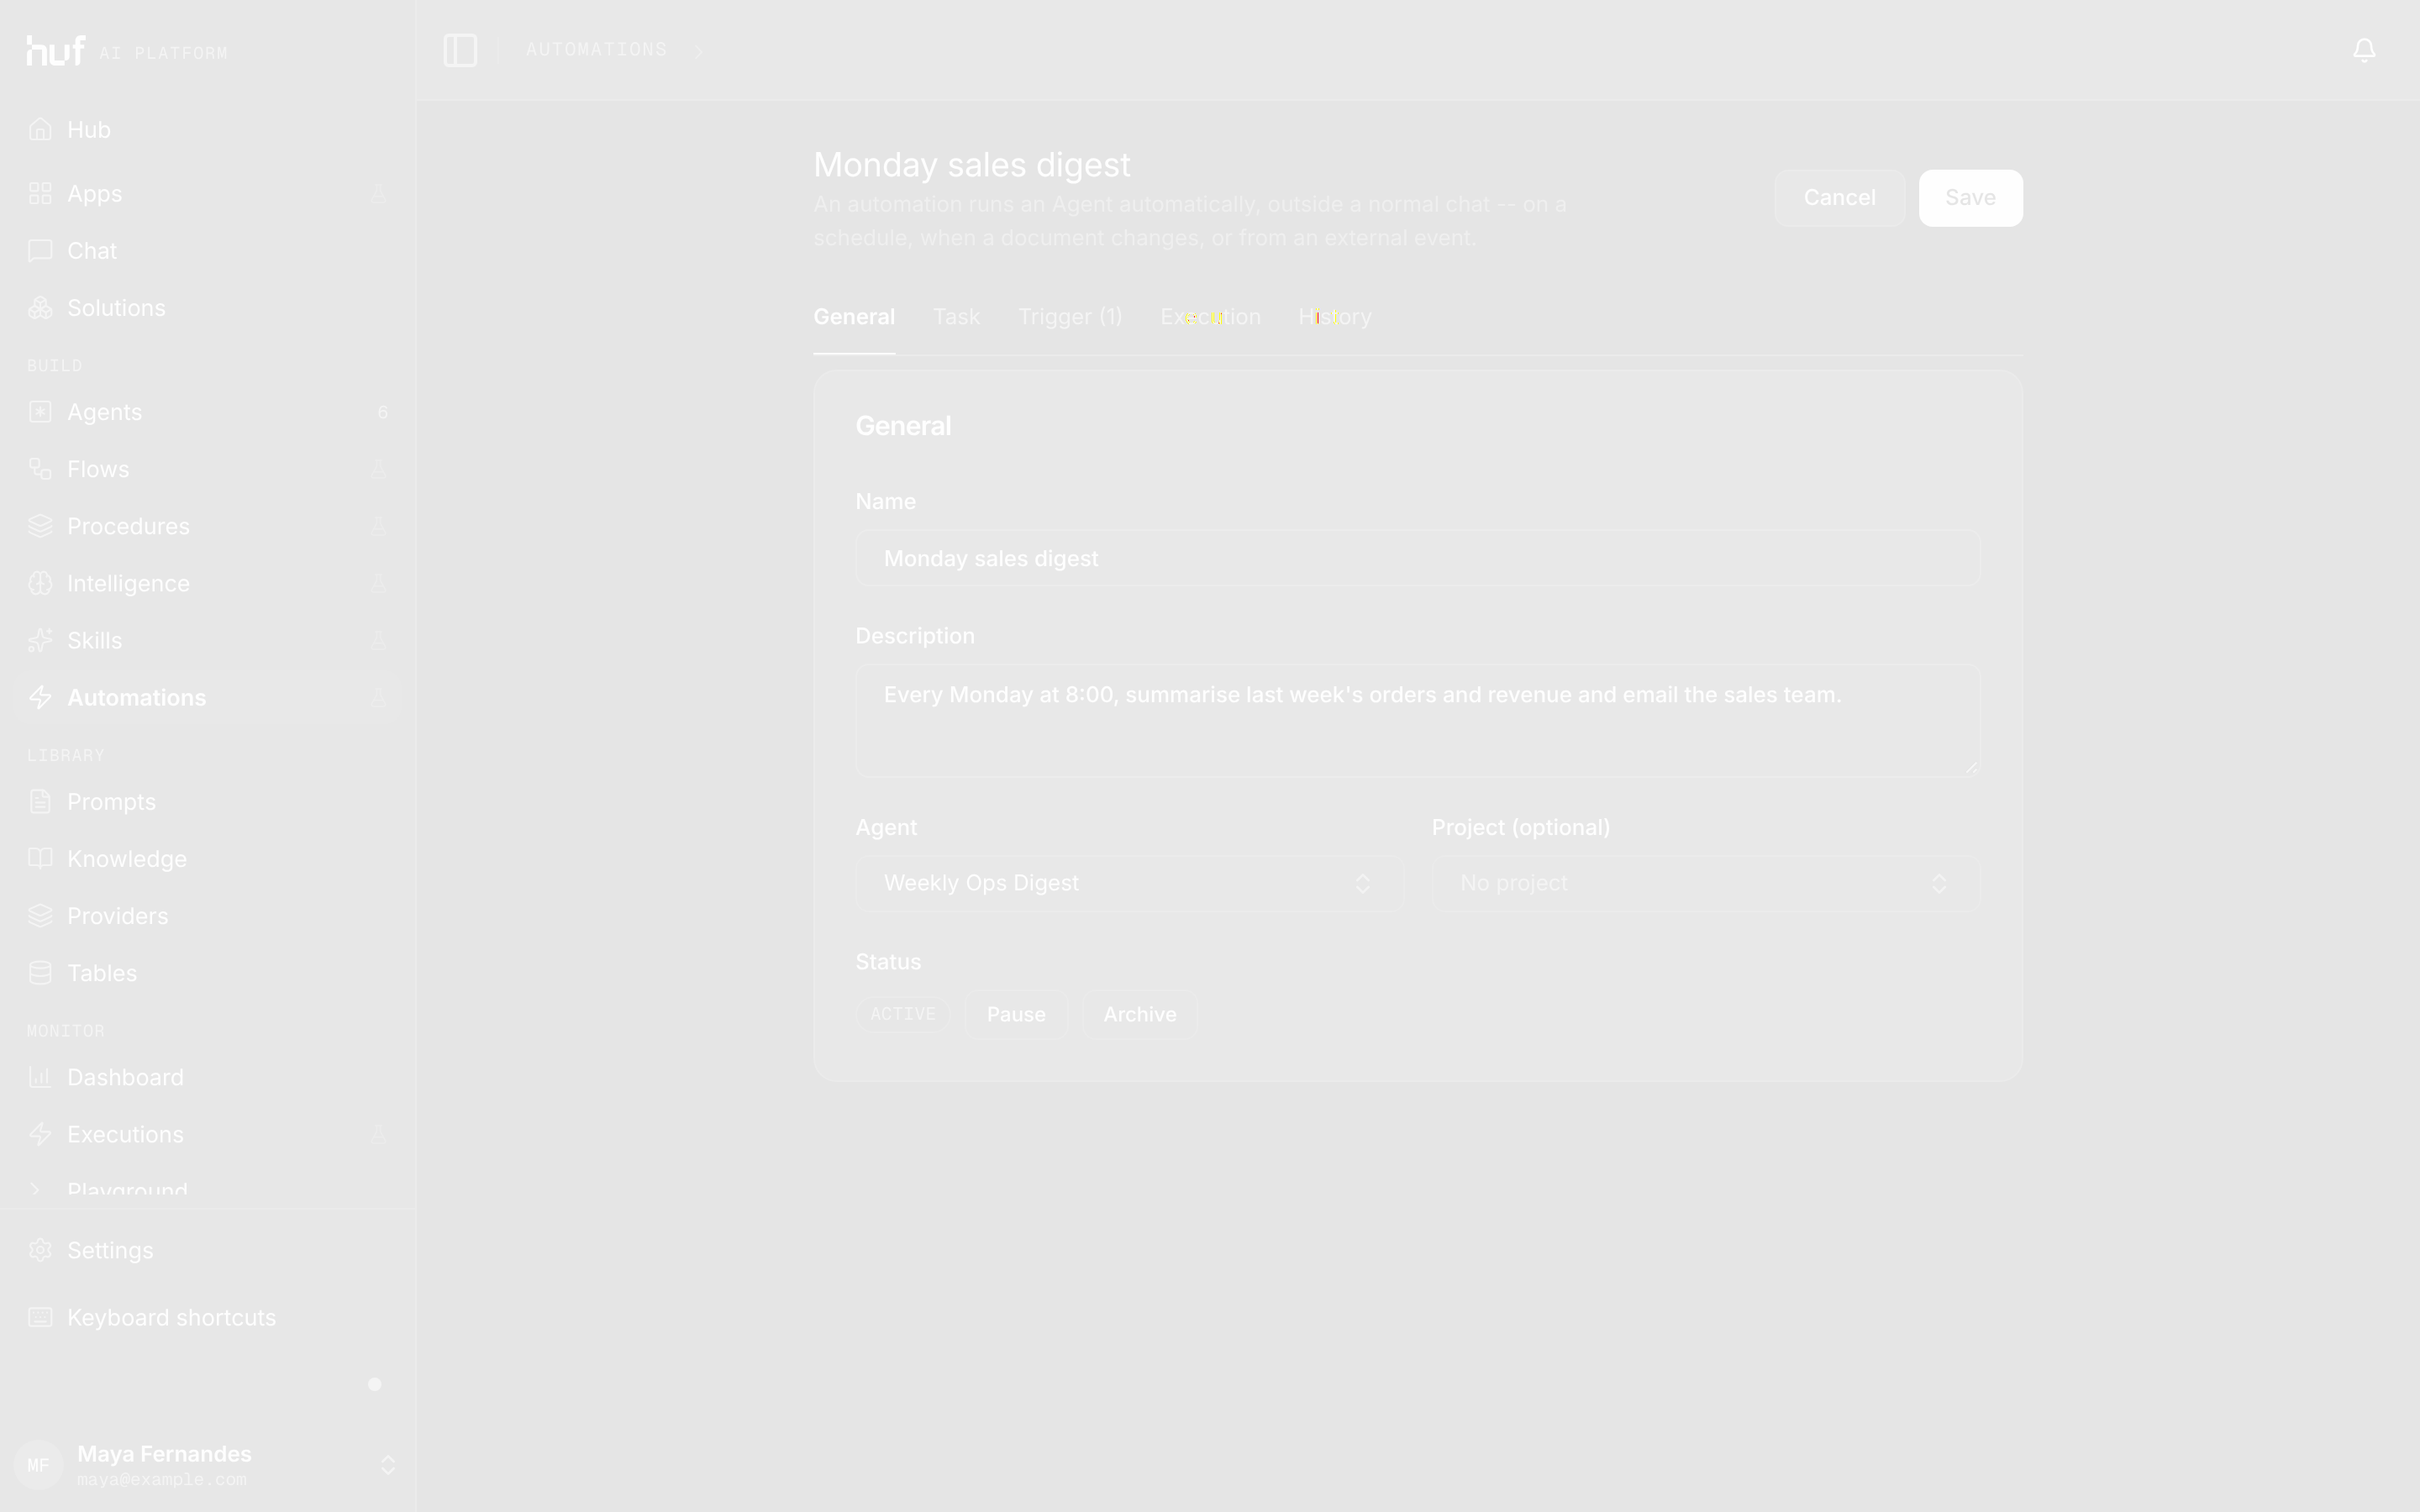 huf AI PLATFORM
Hub
Apps
Chat
Solutions
BUILD
Agents 6
Flows
Procedures
Intelligence
Skills
Automations
LIBRARY
Prompts
Knowledge
Providers
Tables
MONITOR
Dashboard
Executions
Playground
Settings
Keyboard shortcuts
MF
Maya Fernandes
maya@example.com
AUTOMATIONS
Monday sales digest
An automation runs an Agent automatically, outside a normal chat -- on a
schedule, when a document changes, or from an external event.
Cancel
Save
General Task Trigger (1) Execution History
General
Name
Monday sales digest
Description
Every Monday at 8:00, summarise last week's orders and revenue and email the sales team.
Agent
Weekly Ops Digest
Project (optional)
No project
Status
ACTIVE Pause Archive